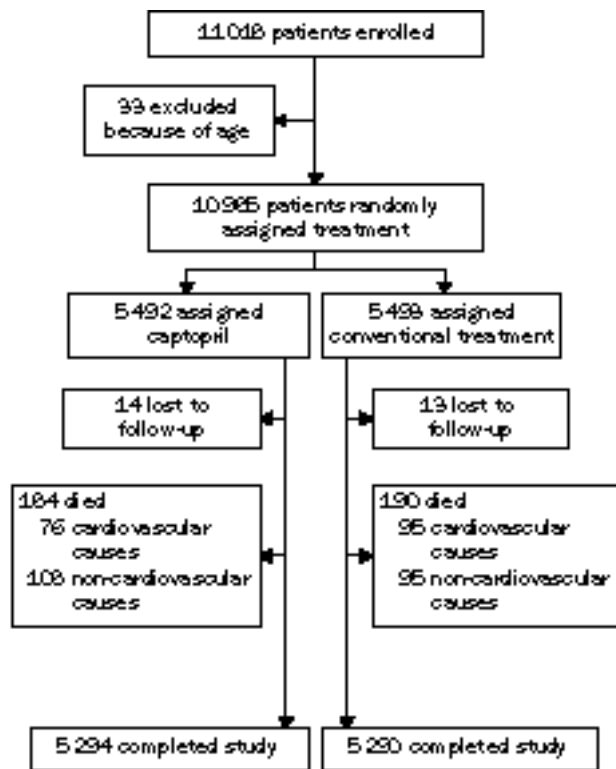 11018 patients enrolled
33 excluded
because of age
10985 patients randomly
assigned treatment
5492 assigned
captopril
5493 assigned
conventional treatment
14 lost to
follow-up
13 lost to
follow-up
184 died
76 cardiovascular
causes
108 non-cardiovascular
causes
190 died
95 cardiovascular
causes
95 non-cardiovascular
causes
5294 completed study
5290 completed study